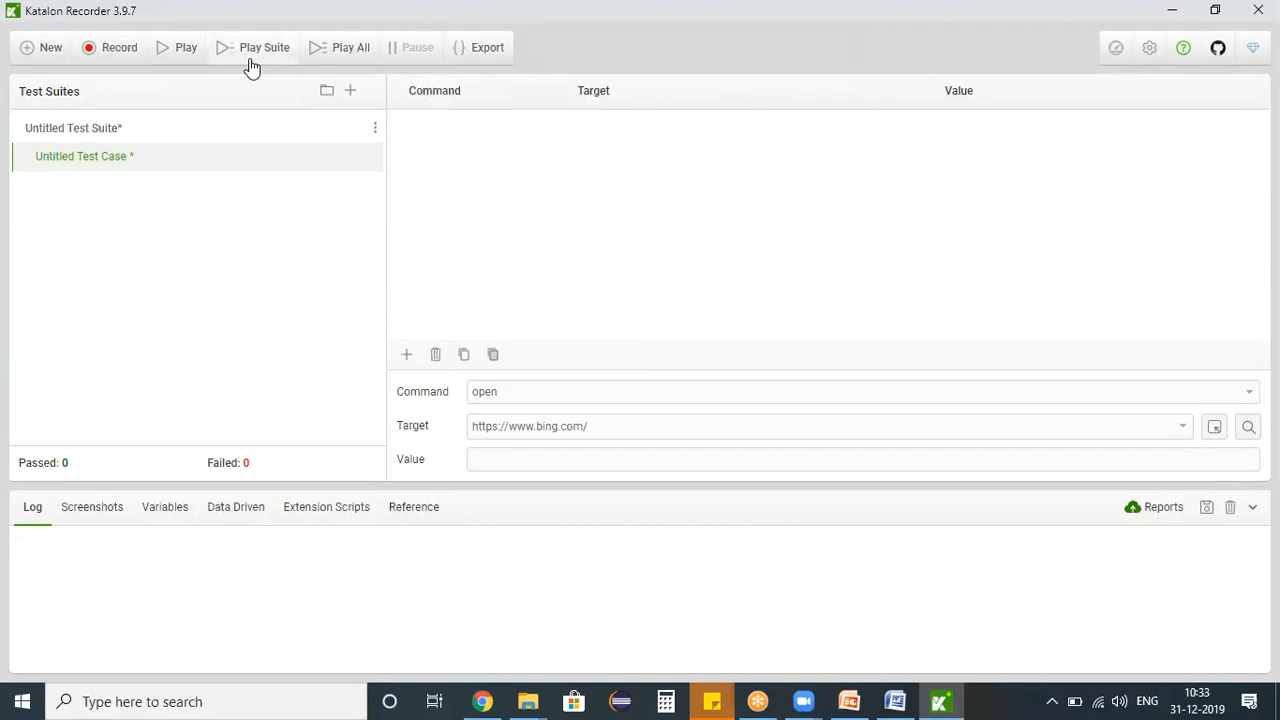 Katalon Recorder 3.9.7
New Record Play Play Suite Play All Pause Export
Test Suites
Command Target Value
Untitled Test Suite*
Untitled Test Case *
Command open
Target https://www.bing.com/
Value
Passed: 0 Failed: 0
Log Screenshots Variables Data Driven Extension Scripts Reference Reports
Type here to search
ENG
10:33
31-12-2019